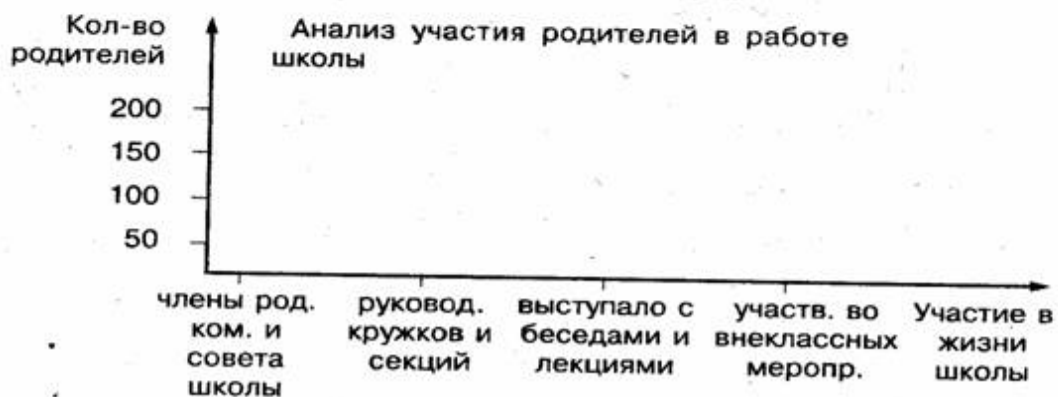 Кол-во
родителей
Анализ участия родителей в работе
школы
200
150
100
50
члены род.
ком. и
совета
школы
руковод.
кружков и
секций
выступало с
беседами и
лекциями
участв. во
внеклассных
меропр.
Участие в
жизни
школы